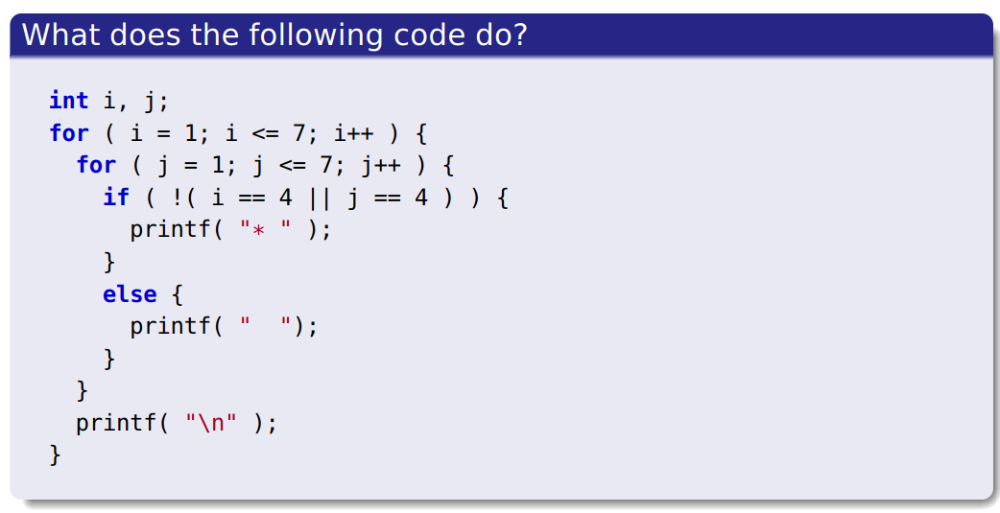 What does the following code do?
int i, j;
for ( i = 1; i <= 7; i++ ) {
  for ( j = 1; j <= 7; j++ ) {
    if ( !( i == 4 || j == 4 ) ) {
      printf( "* " );
    }
    else {
      printf( "  ");
    }
  }
  printf( "\n" );
}